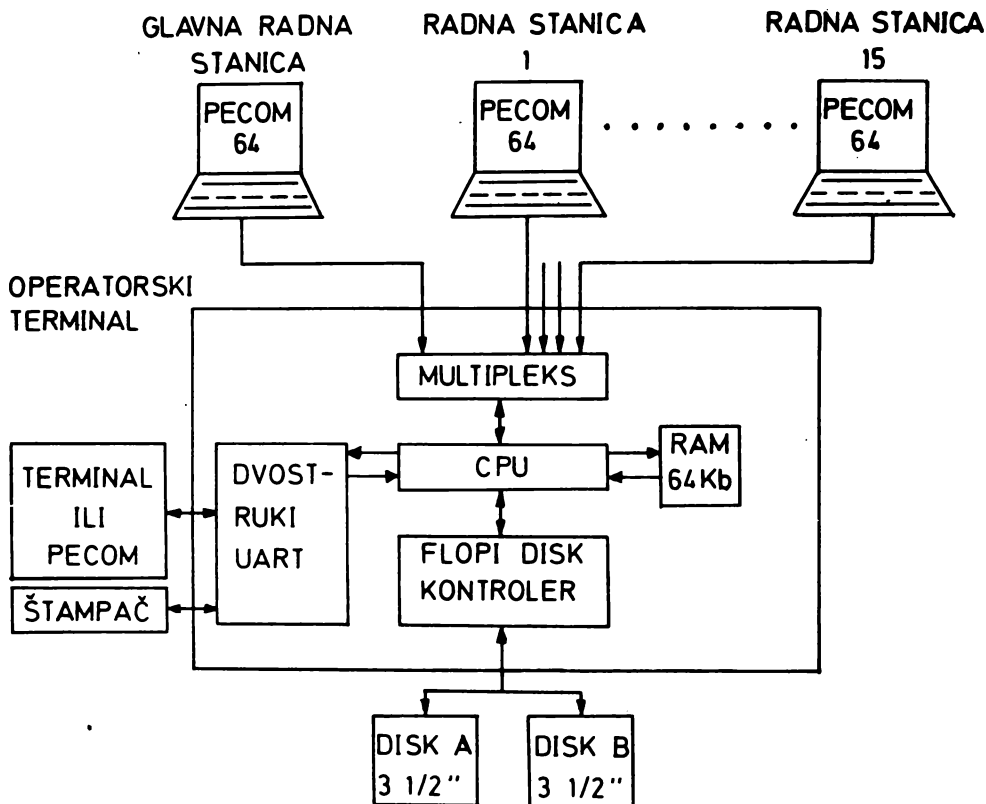 GLAVNA RADNA
STANICA
RADNA STANICA
1
RADNA STANICA
15
PECOM
64
PECOM
64
PECOM
64
OPERATORSKI
TERMINAL
MULTIPLEKS
CPU
RAM
64Kb
TERMINAL
ILI
PECOM
DVOST-
RUKI
UART
FLOPI DISK
KONTROLER
ŠTAMPAČ
DISK A
3 1/2"
DISK B
3 1/2"